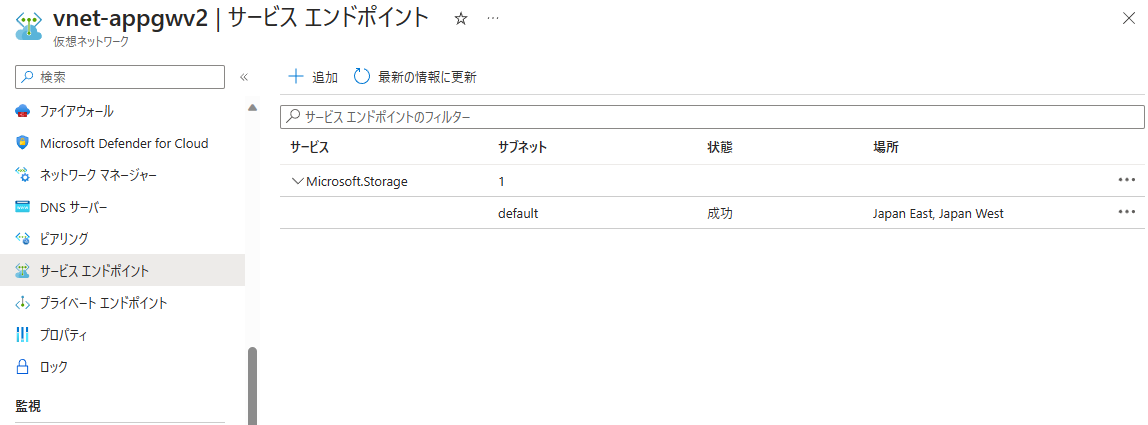 vnet-appgwv2 | サービス エンドポイント ☆ …
仮想ネットワーク
検索
«
追加 最新の情報に更新
サービス エンドポイントのフィルター
ファイアウォール
Microsoft Defender for Cloud
ネットワーク マネージャー
DNS サーバー
ピアリング
サービス エンドポイント
プライベート エンドポイント
プロパティ
ロック
監視
サービス サブネット 状態 場所
Microsoft.Storage 1 …
default 成功 Japan East, Japan West …